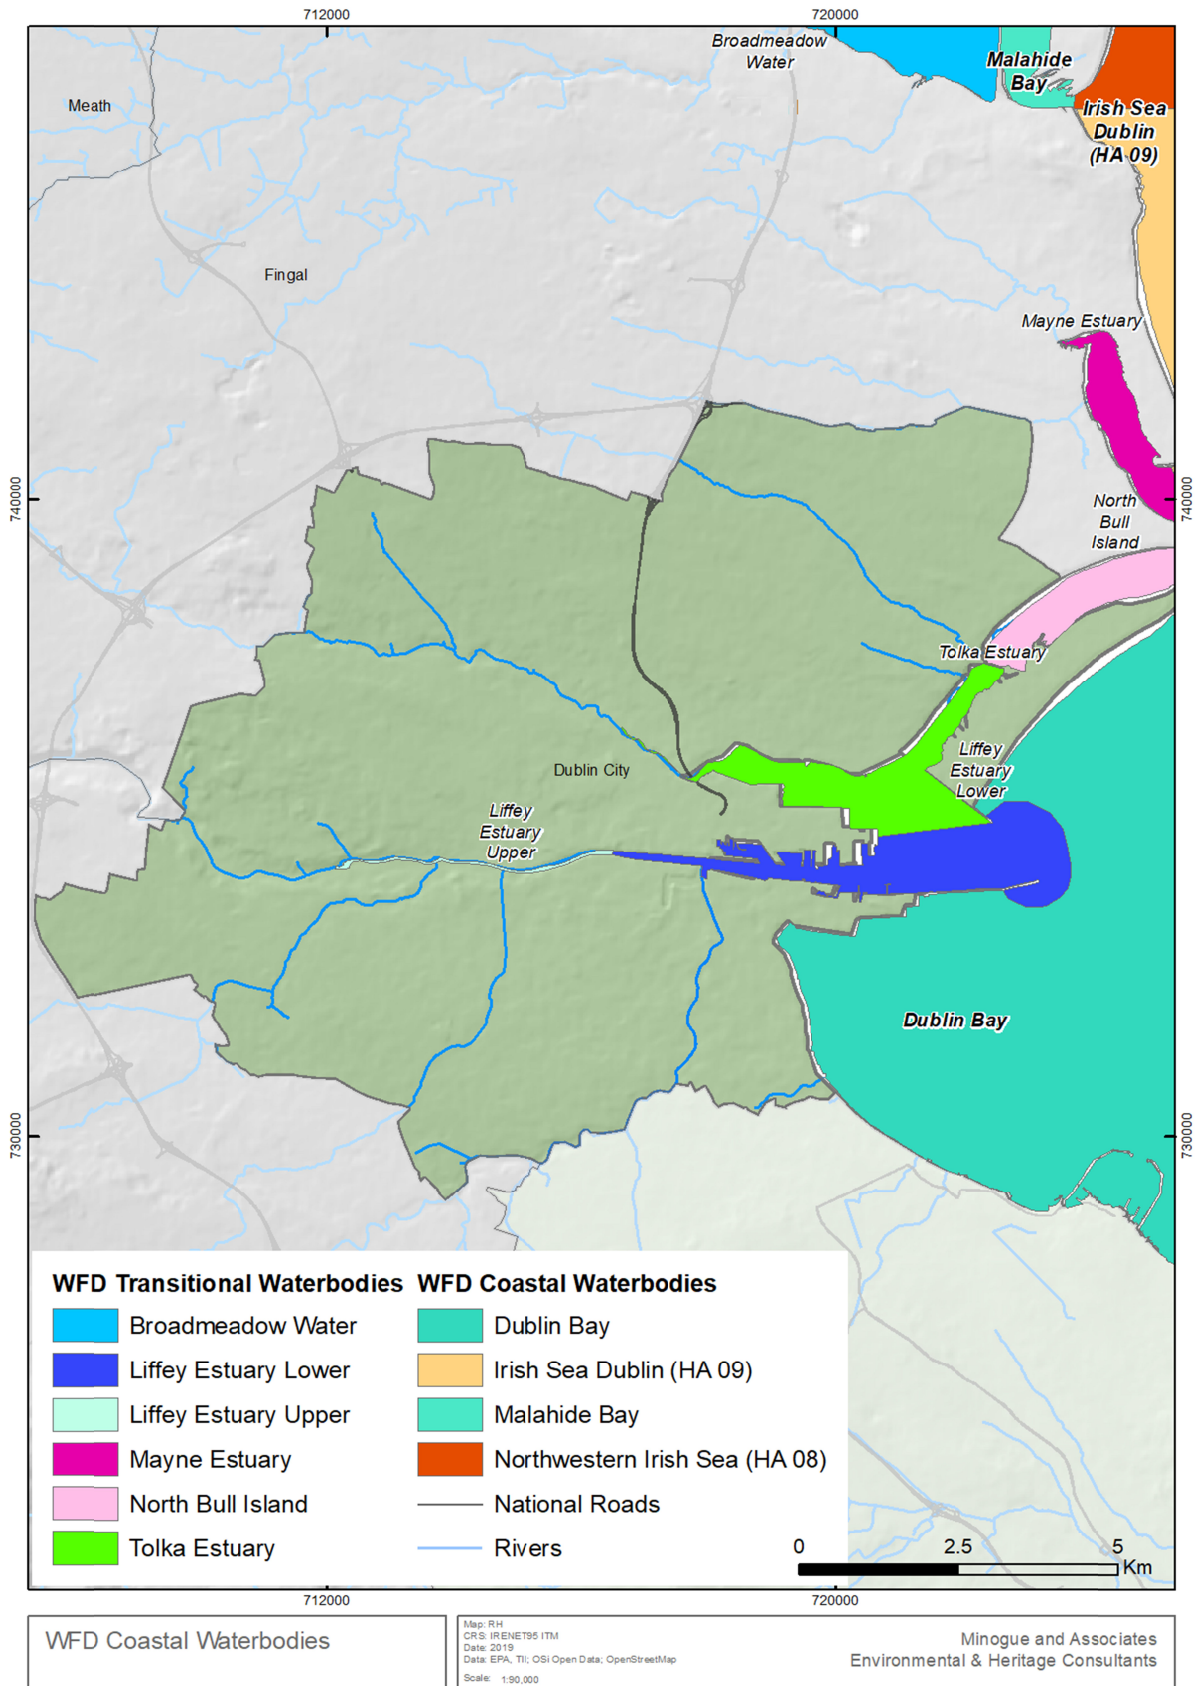 712000
720000
Broadmeadow
Water
Malahide
Bay
Meath
Irish Sea
Dublin
(HA 09)
Fingal
Mayne Estuary
740000
740000
North
Bull
Island
Tolka Estuary
Dublin City
Liffey
Estuary
Lower
Liffey
Estuary
Upper
Dublin Bay
730000
730000
WFD Transitional Waterbodies
Broadmeadow Water
Liffey Estuary Lower
Liffey Estuary Upper
Mayne Estuary
North Bull Island
Tolka Estuary
WFD Coastal Waterbodies
Dublin Bay
Irish Sea Dublin (HA 09)
Malahide Bay
Northwestern Irish Sea (HA 08)
National Roads
Rivers
0 2.5 5
Km
712000
720000
WFD Coastal Waterbodies
Map: RH
CRS: IRENET95 ITM
Date: 2019
Data: EPA, TII; OSi Open Data; OpenStreetMap
Scale: 1:90,000
Minogue and Associates
Environmental & Heritage Consultants